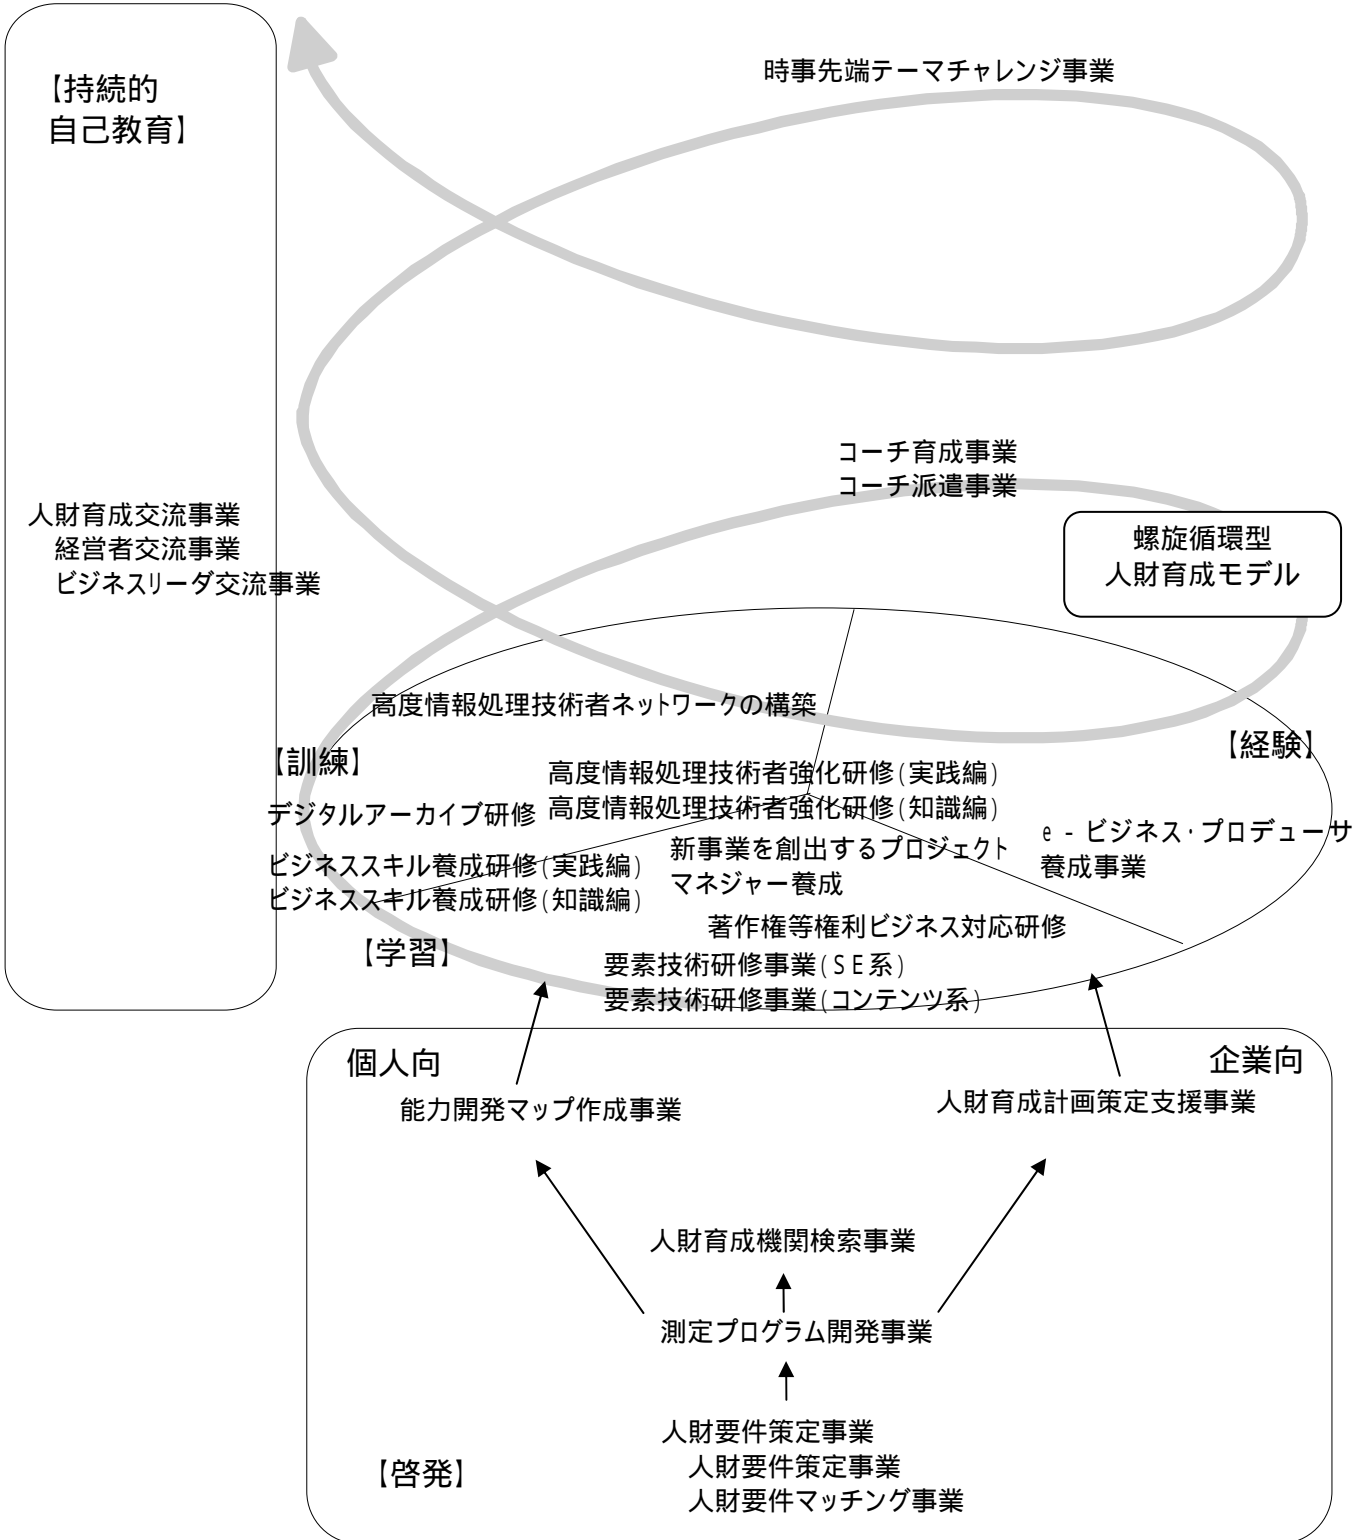 時事先端テーマチャレンジ事業
【持続的
自己教育】
コーチ育成事業
コーチ派遣事業
人財育成交流事業
経営者交流事業
ビジネスリーダ交流事業
螺旋循環型
人財育成モデル
高度情報処理技術者ネットワークの構築
【訓練】
【経験】
高度情報処理技術者強化研修(実践編)
高度情報処理技術者強化研修(知識編)
デジタルアーカイブ研修
e - ビジネス・プロデューサ
養成事業
新事業を創出するプロジェクト
マネジャー養成
ビジネススキル養成研修(実践編)
ビジネススキル養成研修(知識編)
著作権等権利ビジネス対応研修
【学習】
要素技術研修事業(SE系)
要素技術研修事業(コンテンツ系)
個人向
企業向
能力開発マップ作成事業
人財育成計画策定支援事業
人財育成機関検索事業
測定プログラム開発事業
人財要件策定事業
人財要件策定事業
人財要件マッチング事業
【啓発】